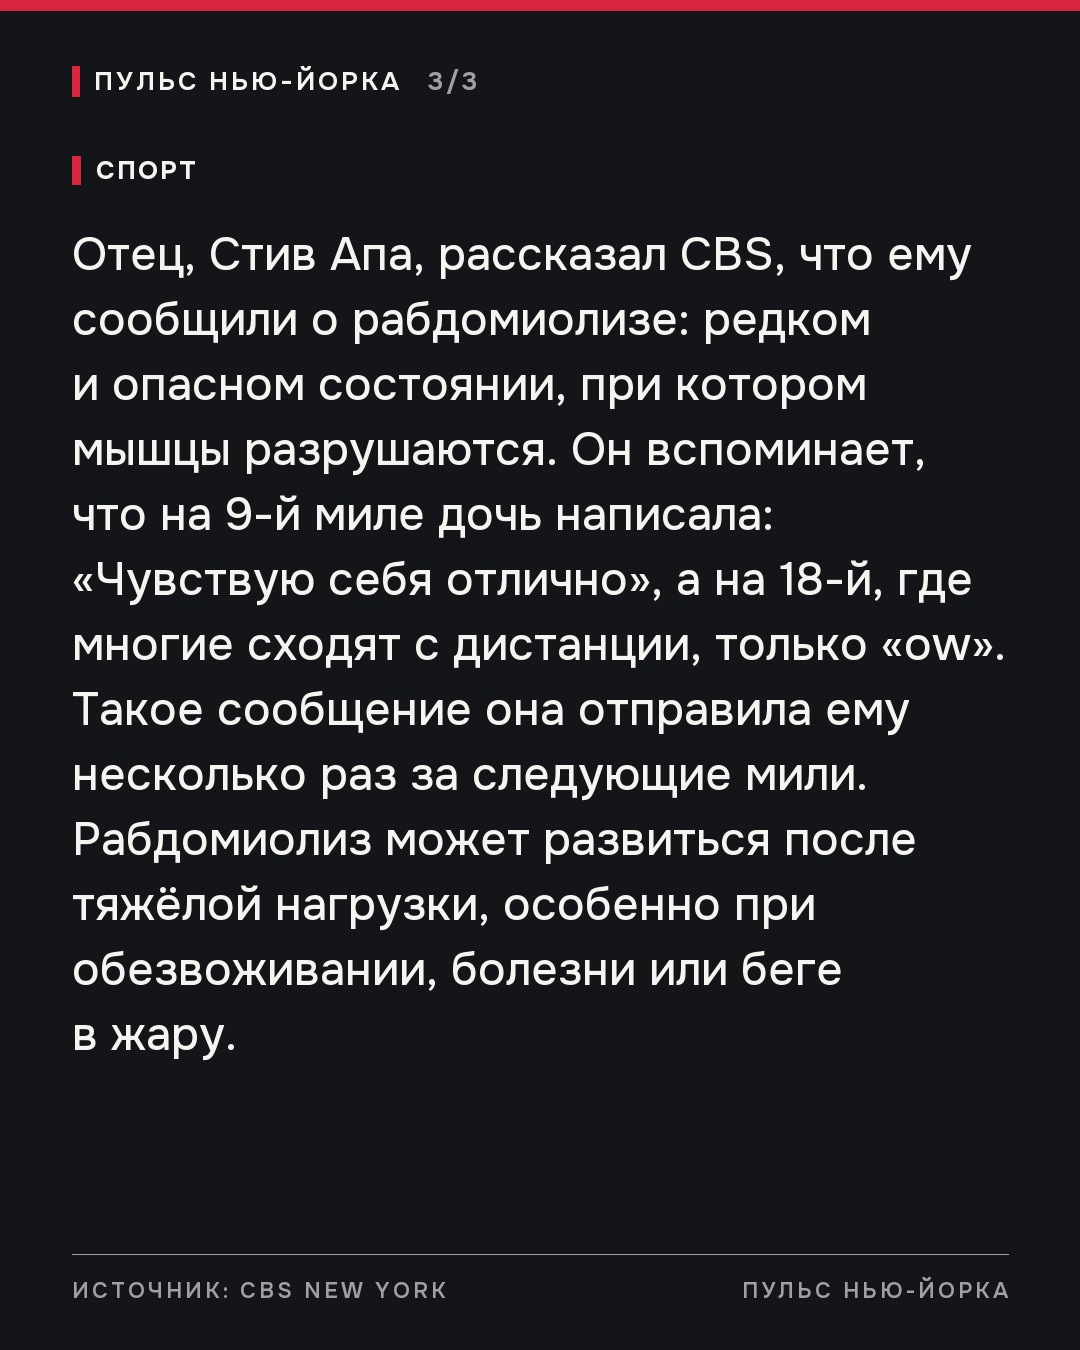 ПУЛЬС НЬЮ-ЙОРКА 3/3
СПОРТ
Отец, Стив Апа, рассказал CBS, что ему
сообщили о рабдомиолизе: редком
и опасном состоянии, при котором
мышцы разрушаются. Он вспоминает,
что на 9-й миле дочь написала:
«Чувствую себя отлично», а на 18-й, где
многие сходят с дистанции, только «ow».
Такое сообщение она отправила ему
несколько раз за следующие мили.
Рабдомиолиз может развиться после
тяжёлой нагрузки, особенно при
обезвоживании, болезни или беге
в жару.
ИСТОЧНИК: CBS NEW YORK
ПУЛЬС НЬЮ-ЙОРКА